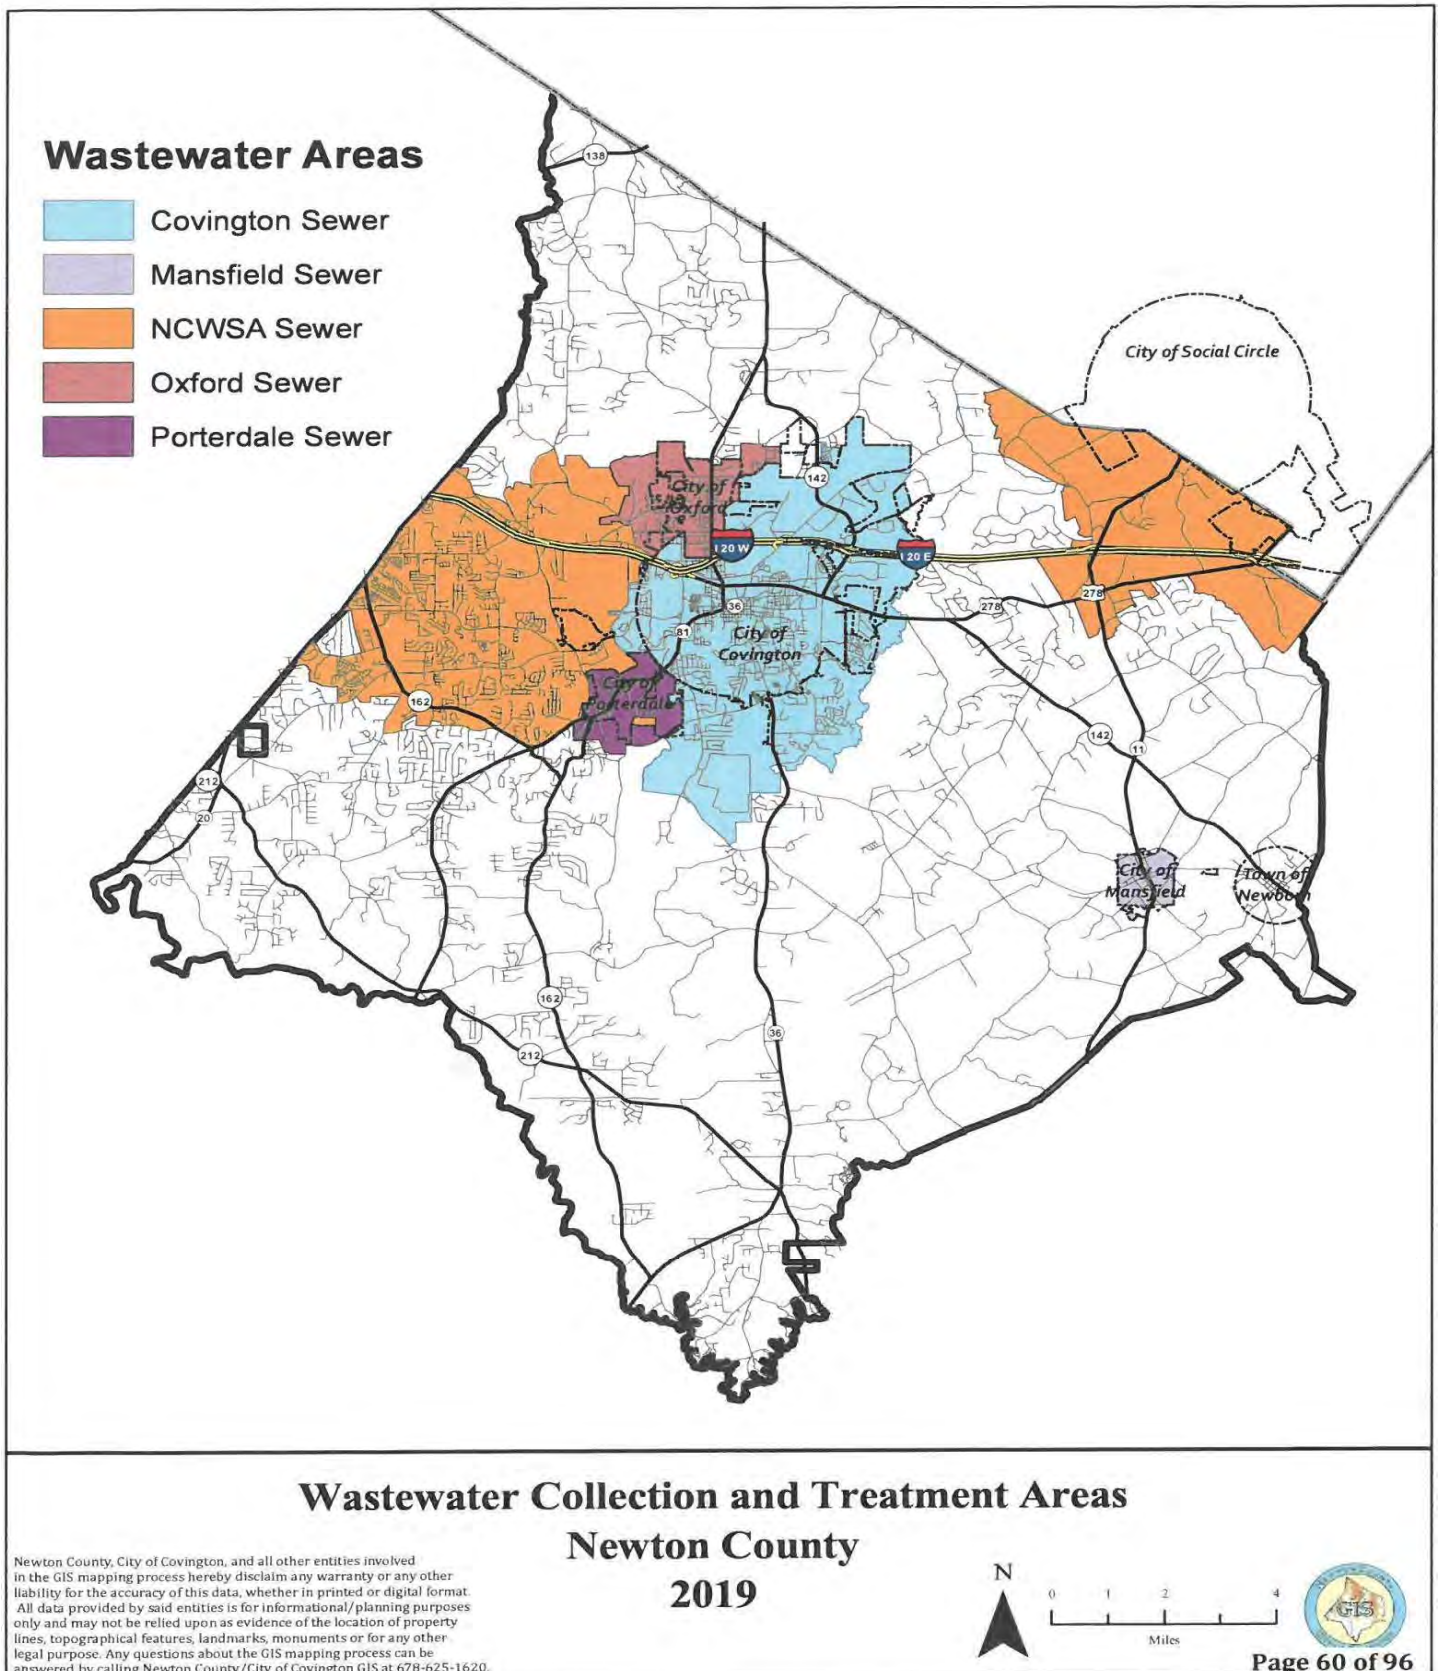 Wastewater Areas
Covington Sewer
Mansfield Sewer
NCWSA Sewer
Oxford Sewer
Porterdale Sewer
138
City of Social Circle
142
City of
Oxford
I 20 W
I 20 E
278
278
36
81
City of
Covington
City of
Porterdale
162
142
11
212
20
City of
Mansfield
Town of
Newborn
162
36
212
Wastewater Collection and Treatment Areas
Newton County
2019
Newton County, City of Covington, and all other entities involved
in the GIS mapping process hereby disclaim any warranty or any other
liability for the accuracy of this data, whether in printed or digital format.
All data provided by said entities is for informational/planning purposes
only and may not be relied upon as evidence of the location of property
lines, topographical features, landmarks, monuments or for any other
legal purpose. Any questions about the GIS mapping process can be
answered by calling Newton County/City of Covington GIS at 678-625-1620.
N
0 1 2 4
Miles
GIS
Page 60 of 96